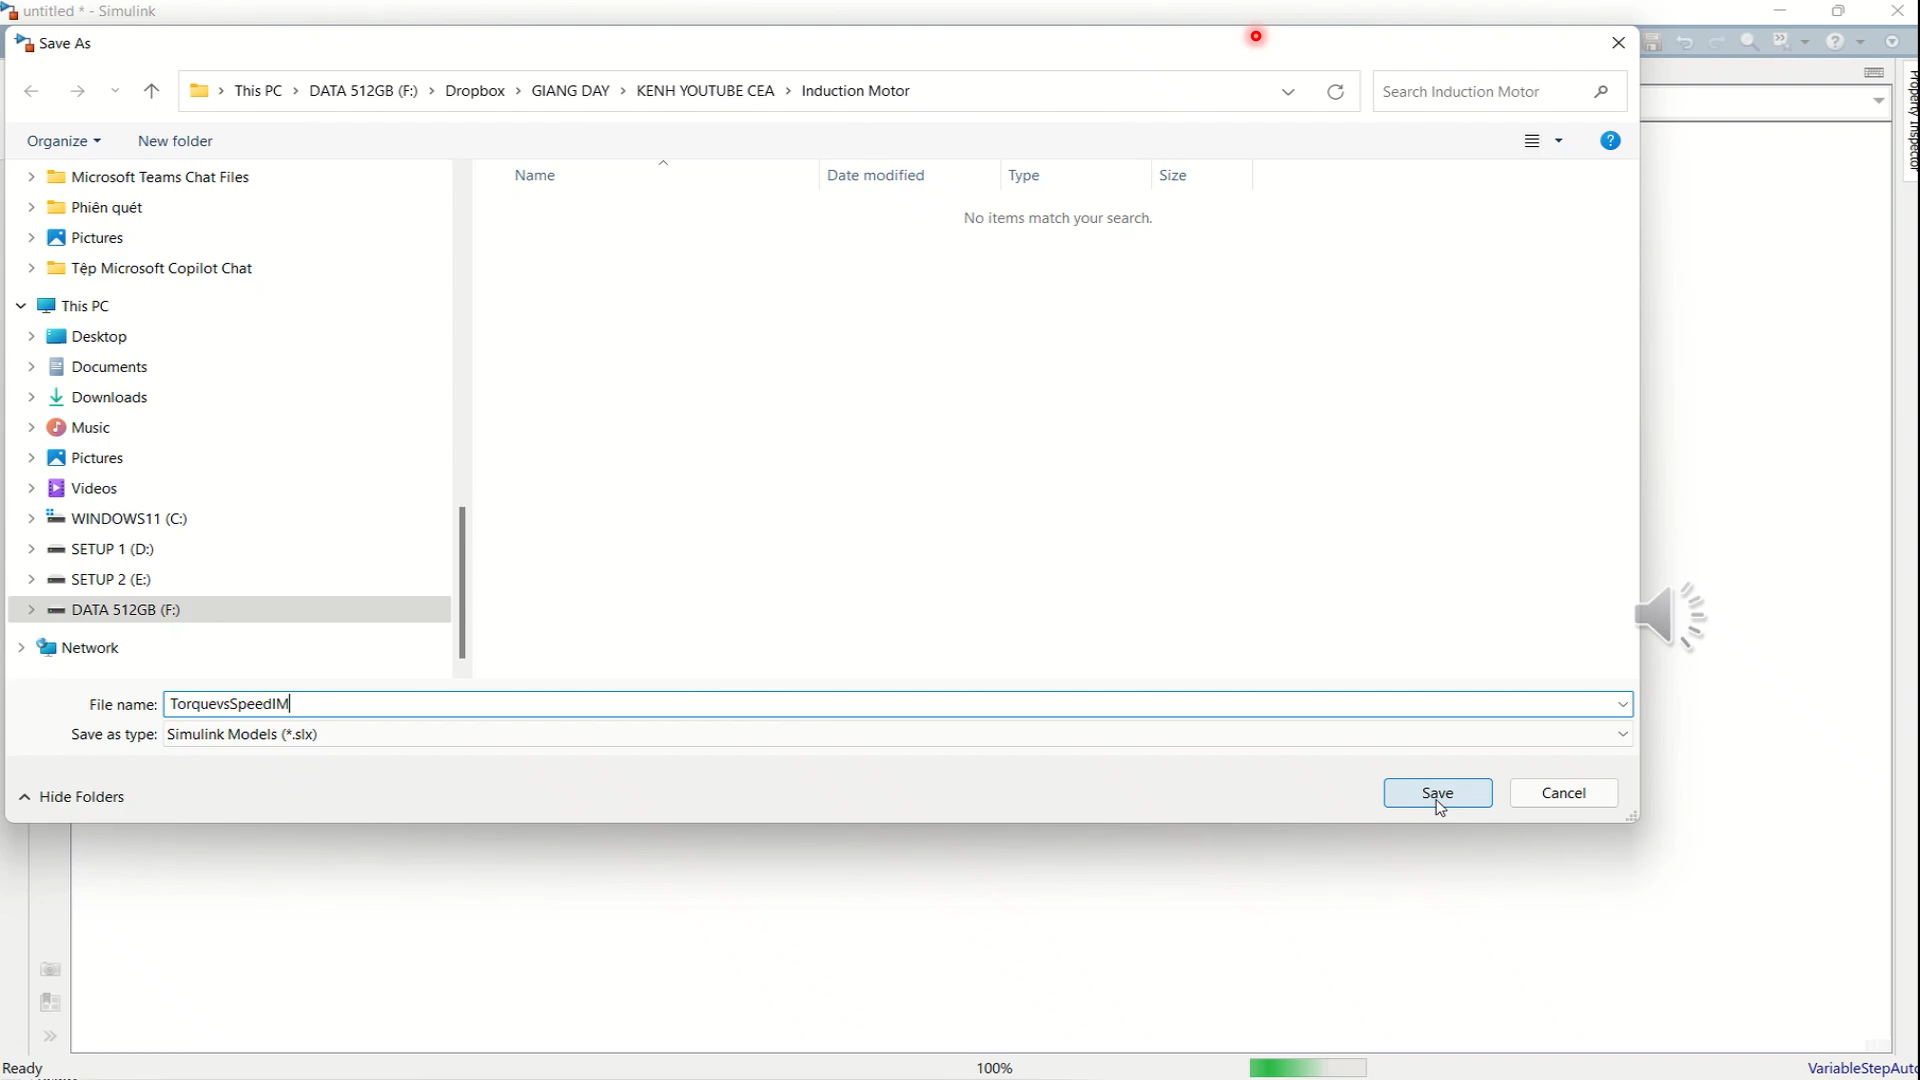 untitled * - Simulink
Save As
This PC > DATA 512GB (F:) > Dropbox > GIANG DAY > KENH YOUTUBE CEA > Induction Motor
Search Induction Motor
Organize
New folder
Name
Date modified
Type
Size
No items match your search.
Microsoft Teams Chat Files
Phiên quét
Pictures
Tệp Microsoft Copilot Chat
This PC
Desktop
Documents
Downloads
Music
Pictures
Videos
WINDOWS11 (C:)
SETUP 1 (D:)
SETUP 2 (E:)
DATA 512GB (F:)
Network
File name: TorquevsSpeedIM
Save as type: Simulink Models (*.slx)
Hide Folders
Save
Cancel
Property Inspector
Ready
100%
VariableStepAuto